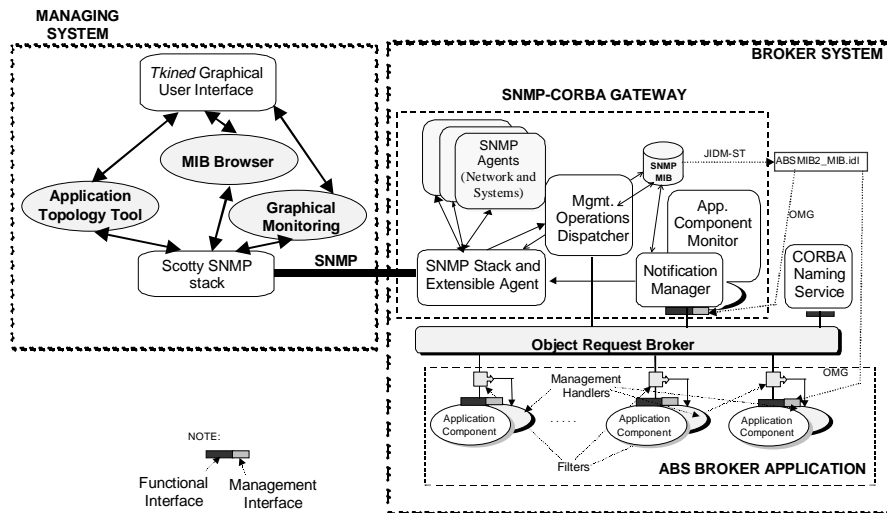 MANAGING
SYSTEM
Tkined Graphical
User Interface
MIB Browser
Application
Topology Tool
Graphical
Monitoring
Scotty SNMP
stack
SNMP
BROKER SYSTEM
SNMP-CORBA GATEWAY
SNMP
Agents
(Network and
Systems)
Mgmt.
Operations
Dispatcher
SNMP
MIB
JIDM-ST
ABSMIB2_MIB.idl
OMG
App.
Component
Monitor
SNMP Stack and
Extensible Agent
Notification
Manager
CORBA
Naming
Service
Object Request Broker
OMG
Management
Handlers
Application
Component
.....
Application
Component
Application
Component
Filters
ABS BROKER APPLICATION
NOTE:
Functional
Interface
Management
Interface